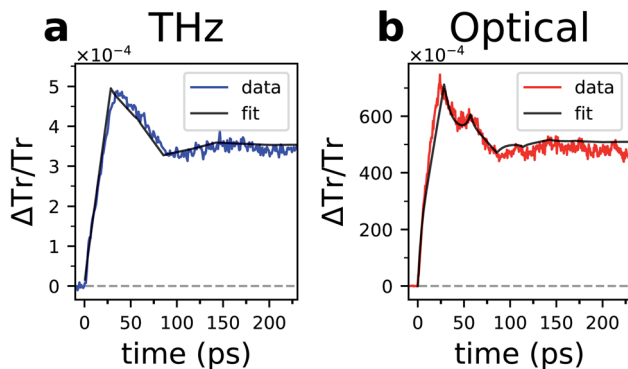 a THz
×10⁻⁴
5
4
3
2
1
0
ΔTr/Tr
data
fit
0 50 100 150 200
time (ps)
b Optical
×10⁻⁴
600
400
200
0
ΔTr/Tr
data
fit
0 50 100 150 200
time (ps)